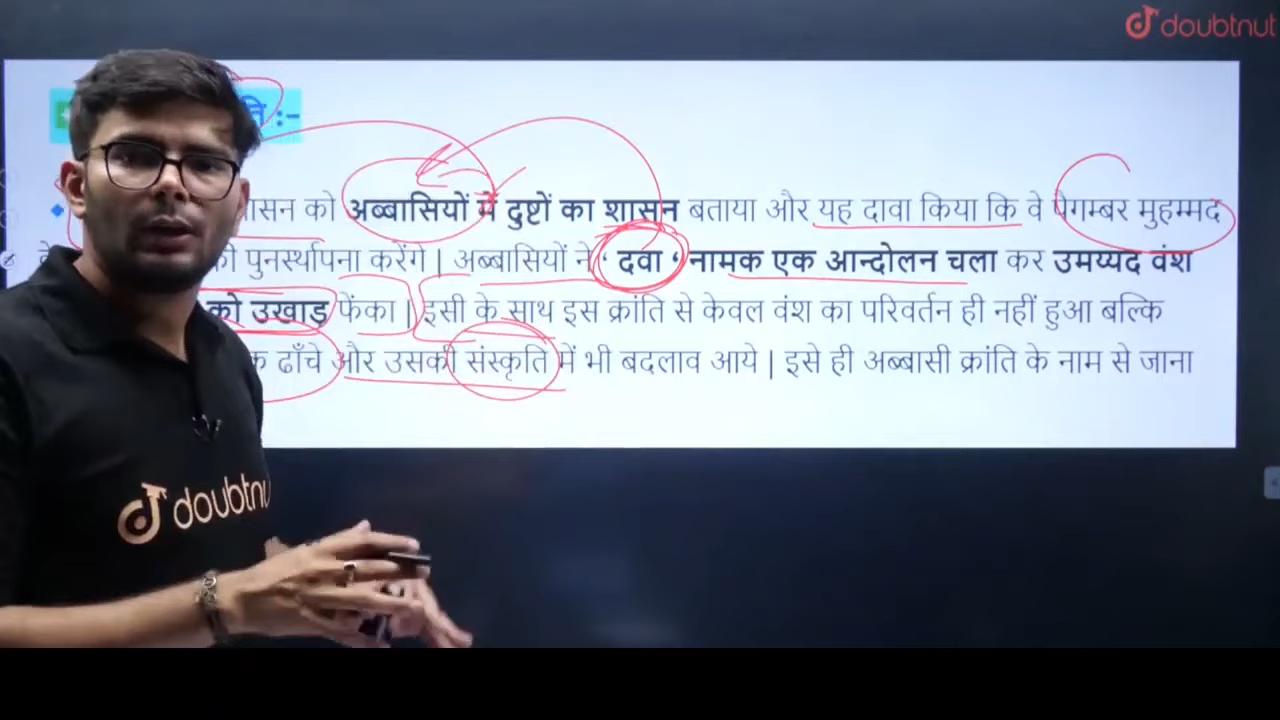 doubtnut
ति :-
ासन को अब्बासियों में दुष्टों का शासन बताया और यह दावा किया कि वे पैगम्बर मुहम्मद
की पुनर्स्थापना करेंगे | अब्बासियों ने ' दवा ' नामक एक आन्दोलन चला कर उमय्यद वंश
को उखाड़ फेंका | इसी के साथ इस क्रांति से केवल वंश का परिवर्तन ही नहीं हुआ बल्कि
क ढाँचे और उसकी संस्कृति में भी बदलाव आये | इसे ही अब्बासी क्रांति के नाम से जाना
doubtnu